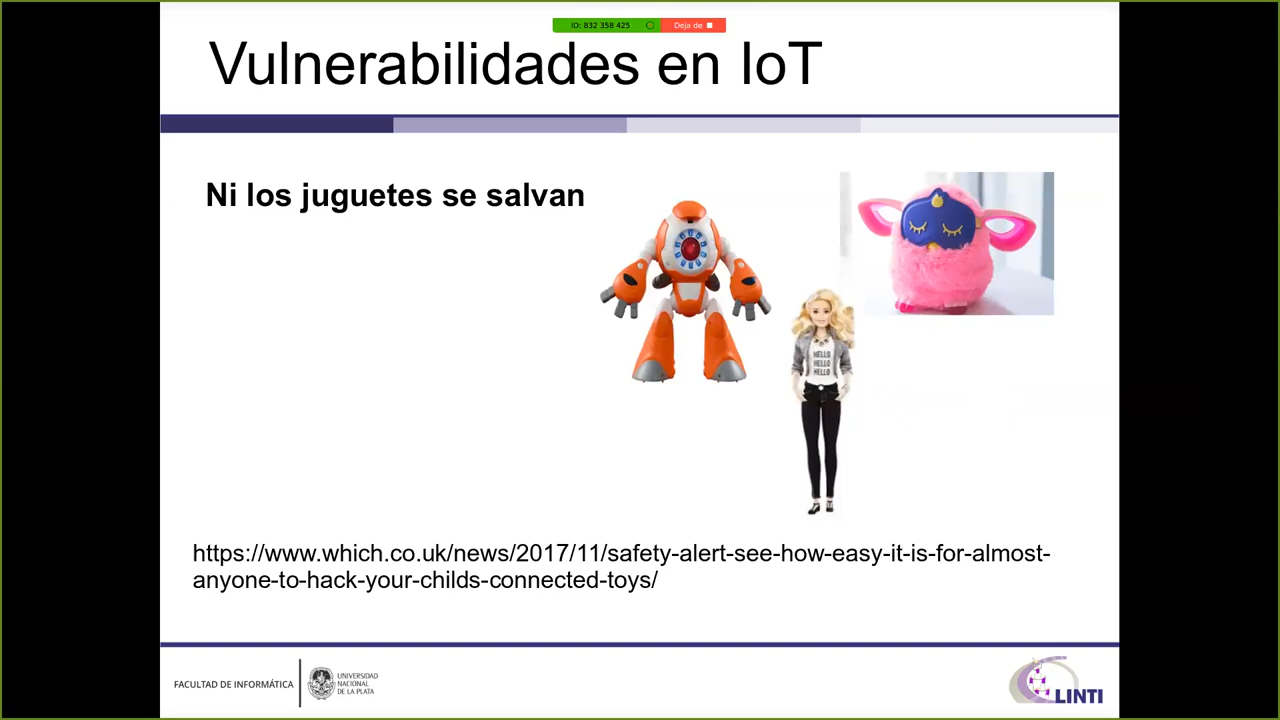 ID: 832 358 425
Deja de
Vulnerabilidades en IoT
Ni los juguetes se salvan
HELLO
HELLO
HELLO
https://www.which.co.uk/news/2017/11/safety-alert-see-how-easy-it-is-for-almost-
anyone-to-hack-your-childs-connected-toys/
FACULTAD DE INFORMÁTICA
UNIVERSIDAD
NACIONAL
DE LA PLATA
LINTI